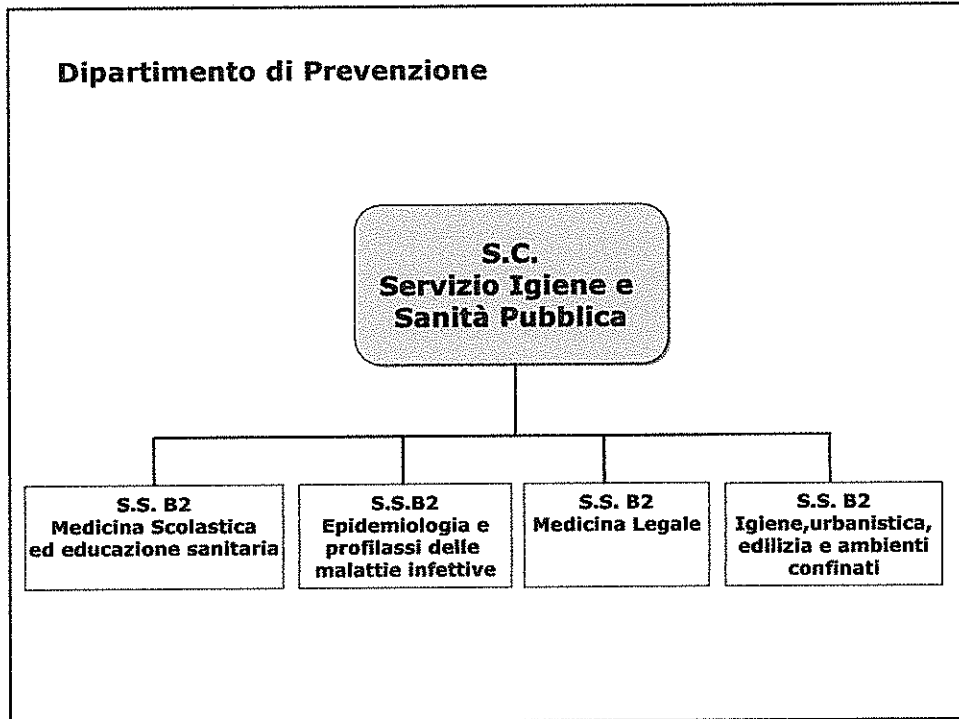 Dipartimento di Prevenzione
S.C.
Servizio Igiene e
Sanità Pubblica
S.S. B2
Medicina Scolastica
ed educazione sanitaria
S.S.B2
Epidemiologia e
profilassi delle
malattie infettive
S.S. B2
Medicina Legale
S.S. B2
Igiene,urbanistica,
edilizia e ambienti
confinati